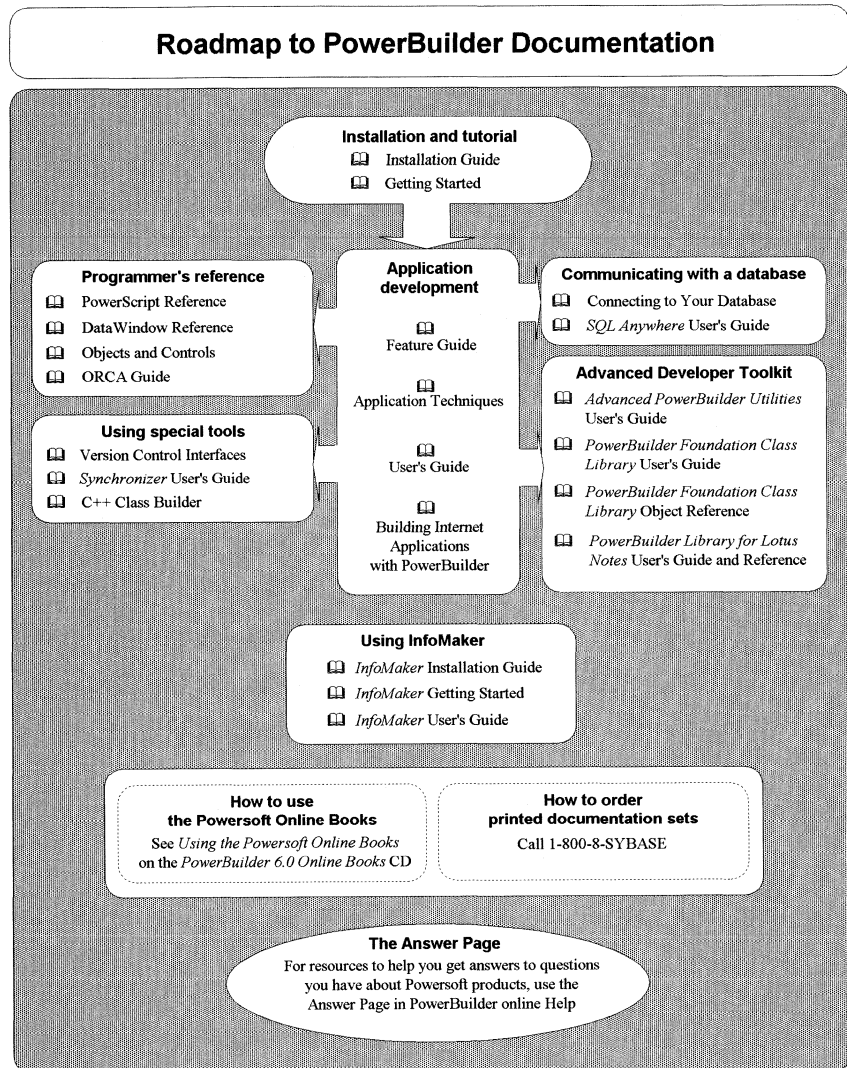 Roadmap to PowerBuilder Documentation
Installation and tutorial
Installation Guide
Getting Started
Programmer's reference
PowerScript Reference
DataWindow Reference
Objects and Controls
ORCA Guide
Using special tools
Version Control Interfaces
Synchronizer User's Guide
C++ Class Builder
Application
development
Feature Guide
Application Techniques
User's Guide
Building Internet
Applications
with PowerBuilder
Communicating with a database
Connecting to Your Database
SQL Anywhere User's Guide
Advanced Developer Toolkit
Advanced PowerBuilder Utilities
User's Guide
PowerBuilder Foundation Class
Library User's Guide
PowerBuilder Foundation Class
Library Object Reference
PowerBuilder Library for Lotus
Notes User's Guide and Reference
Using InfoMaker
InfoMaker Installation Guide
InfoMaker Getting Started
InfoMaker User's Guide
How to use
the Powersoft Online Books
See Using the Powersoft Online Books
on the PowerBuilder 6.0 Online Books CD
How to order
printed documentation sets
Call 1-800-8-SYBASE
The Answer Page
For resources to help you get answers to questions
you have about Powersoft products, use the
Answer Page in PowerBuilder online Help